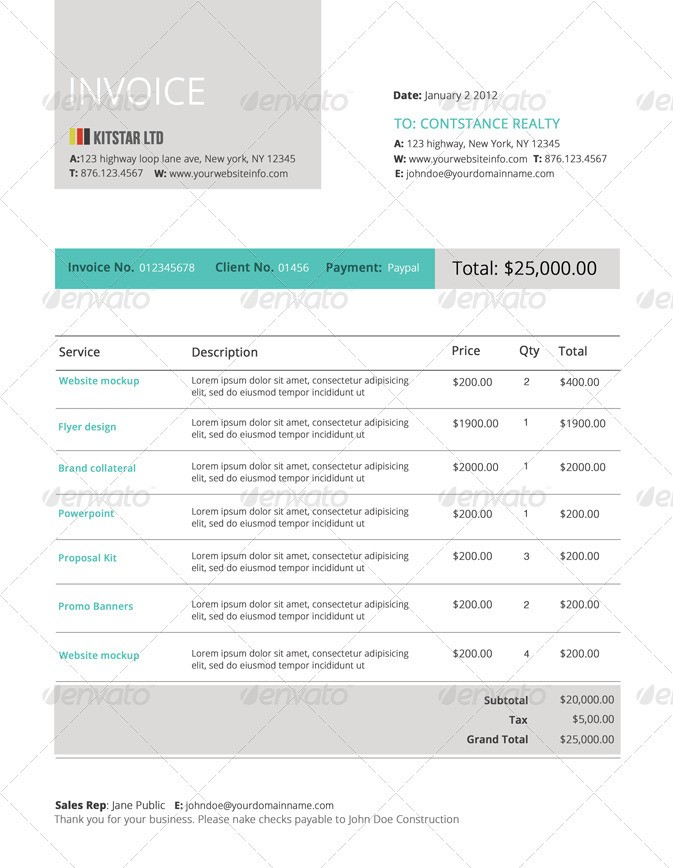 INVOICE
KITSTAR LTD
A:123 highway loop lane ave, New york, NY 12345
T: 876.123.4567 W: www.yourwebsiteinfo.com
Date: January 2 2012
TO: CONTSTANCE REALTY
A: 123 highway, New york, NY 12345
W: www.yourwebsiteinfo.com T: 876.123.4567
E: johndoe@yourdomainname.com
Invoice No. 012345678 Client No. 01456 Payment: Paypal Total: $25,000.00
Service Description Price Qty Total
Website mockup Lorem ipsum dolor sit amet, consectetur adipisicing $200.00 2 $400.00
elit, sed do eiusmod tempor incididunt ut
Flyer design Lorem ipsum dolor sit amet, consectetur adipisicing $1900.00 1 $1900.00
elit, sed do eiusmod tempor incididunt ut
Brand collateral Lorem ipsum dolor sit amet, consectetur adipisicing $2000.00 1 $2000.00
elit, sed do eiusmod tempor incididunt ut
Powerpoint Lorem ipsum dolor sit amet, consectetur adipisicing $200.00 1 $200.00
elit, sed do eiusmod tempor incididunt ut
Proposal Kit Lorem ipsum dolor sit amet, consectetur adipisicing $200.00 3 $200.00
elit, sed do eiusmod tempor incididunt ut
Promo Banners Lorem ipsum dolor sit amet, consectetur adipisicing $200.00 2 $200.00
elit, sed do eiusmod tempor incididunt ut
Website mockup Lorem ipsum dolor sit amet, consectetur adipisicing $200.00 4 $200.00
elit, sed do eiusmod tempor incididunt ut
Subtotal $20,000.00
Tax $5,00.00
Grand Total $25,000.00
Sales Rep: Jane Public E: johndoe@yourdomainname.com
Thank you for your business. Please nake checks payable to John Doe Construction
envato